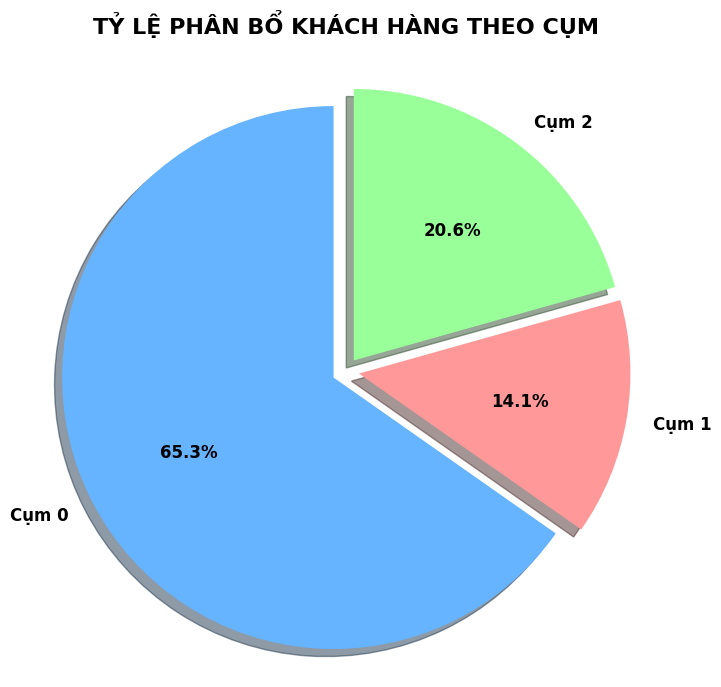 TỶ LỆ PHÂN BỔ KHÁCH HÀNG THEO CỤM
Cụm 2
20.6%
14.1%
Cụm 1
65.3%
Cụm 0